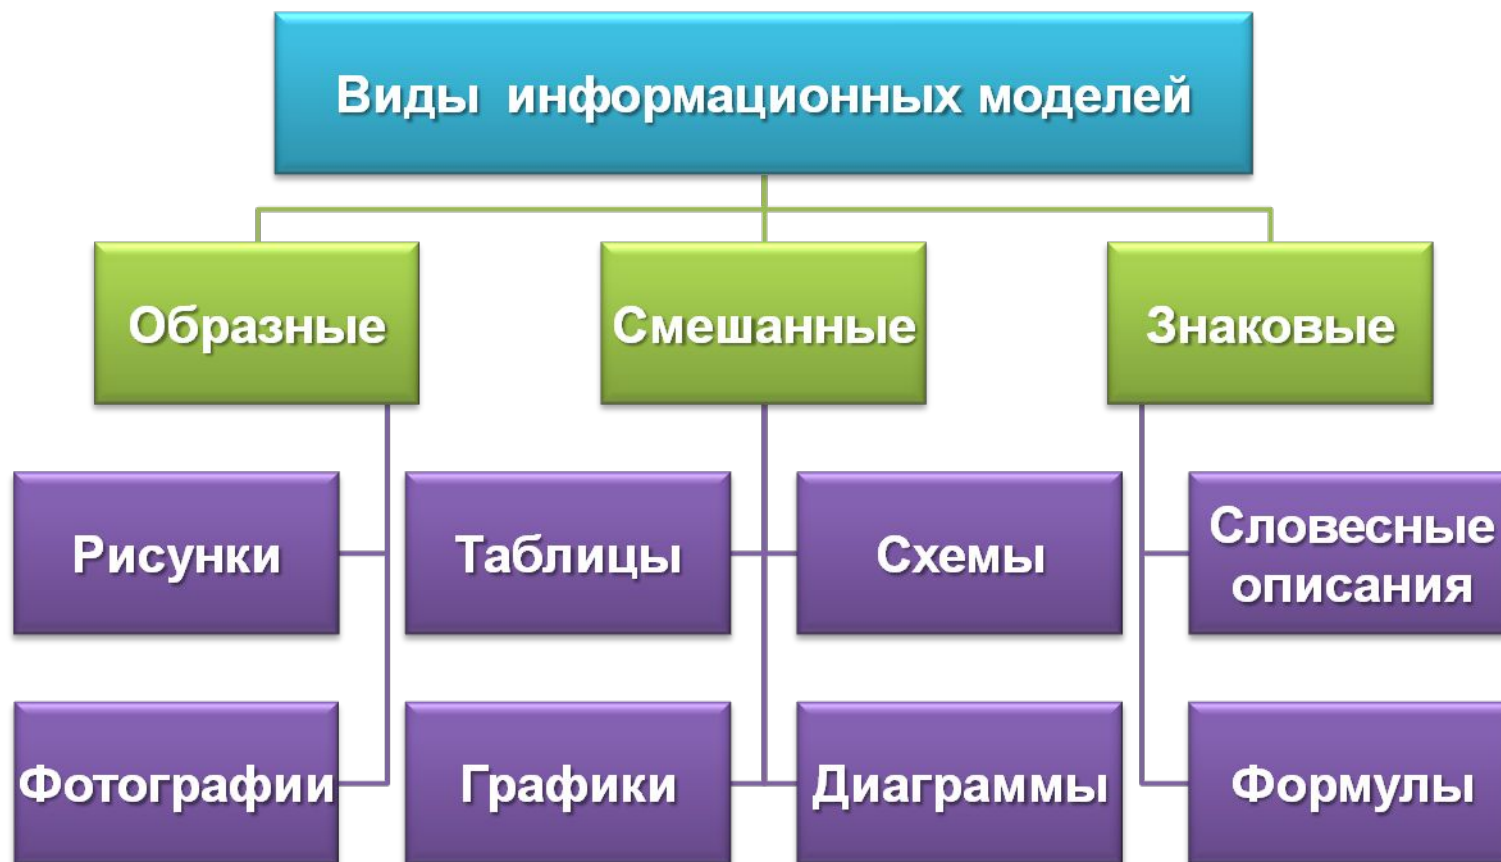 Виды информационных моделей
Образные
Смешанные
Знаковые
Рисунки
Таблицы
Схемы
Словесные
описания
Фотографии
Графики
Диаграммы
Формулы